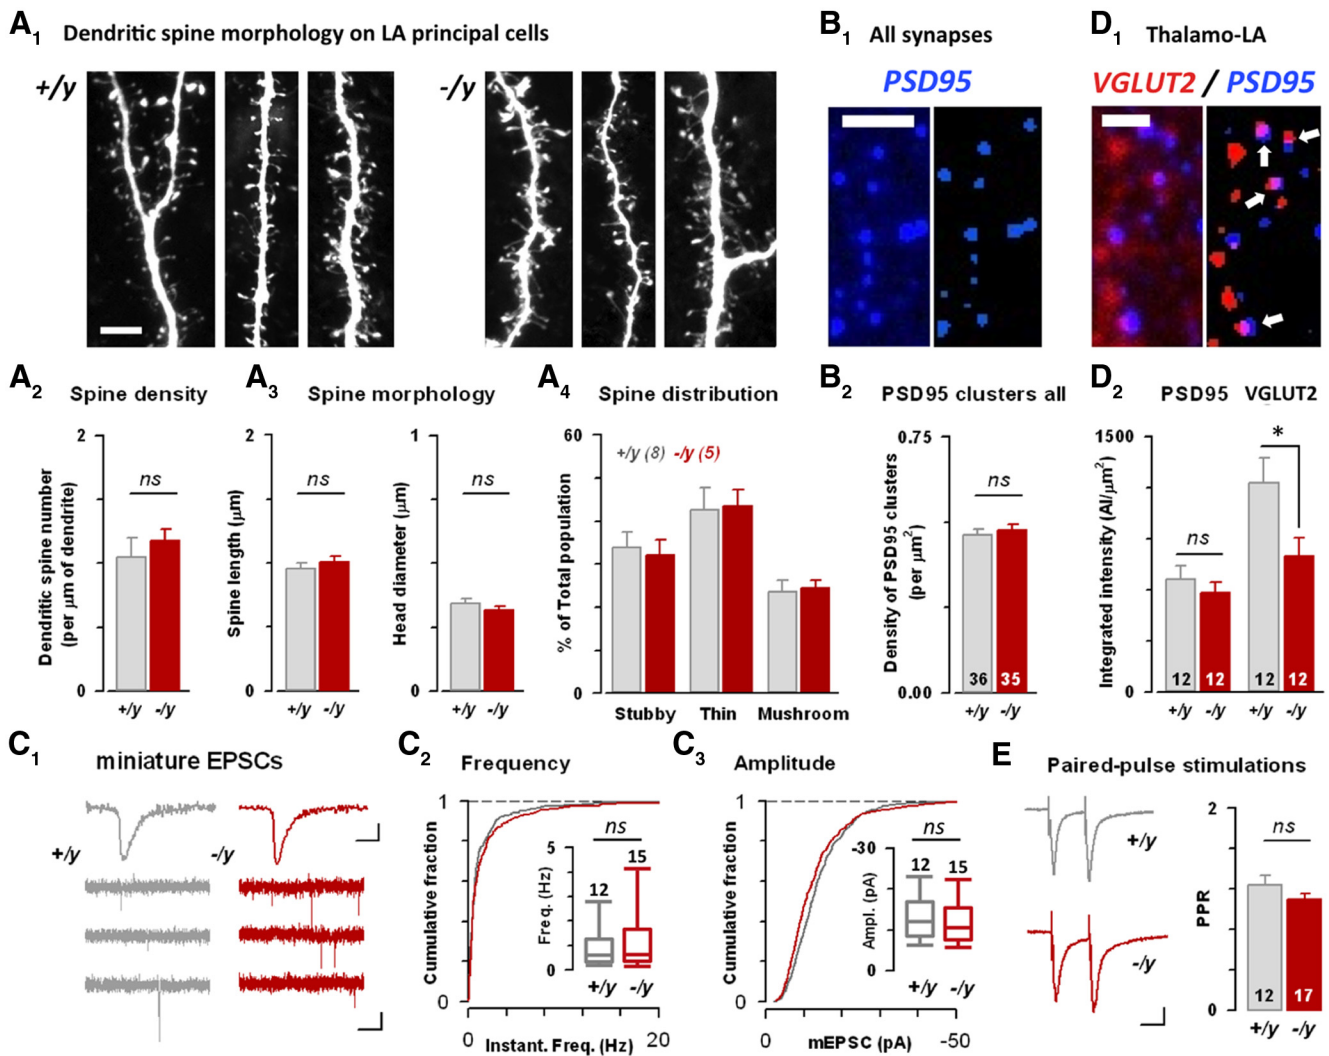 A1 Dendritic spine morphology on LA principal cells
+/y
-/y
B1 All synapses
PSD95
D1 Thalamo-LA
VGLUT2 / PSD95
A2 Spine density
Dendritic spine number
(per μm of dendrite)
2
0
ns
+/y -/y
A3 Spine morphology
Spine length (μm)
2
0
ns
+/y -/y
Head diameter (μm)
1
0
ns
+/y -/y
A4 Spine distribution
% of Total population
60
0
+/y (8) -/y (5)
Stubby Thin Mushroom
B2 PSD95 clusters all
Density of PSD95 clusters
(per μm²)
0.75
0.00
ns
36 35
+/y -/y
D2 PSD95 VGLUT2
Integrated intensity (AI/μm²)
1500
0
ns
*
12 12 12 12
+/y -/y +/y -/y
C1 miniature EPSCs
+/y
-/y
C2 Frequency
Cumulative fraction
1
0
0 Instant. Freq. (Hz) 20
ns
Freq. (Hz)
5
0
12 15
+/y -/y
C3 Amplitude
Cumulative fraction
1
0
0 mEPSC (pA) -50
ns
Ampl. (pA)
-30
0
12 15
+/y -/y
E Paired-pulse stimulations
+/y
-/y
PPR
2
0
ns
12 17
+/y -/y